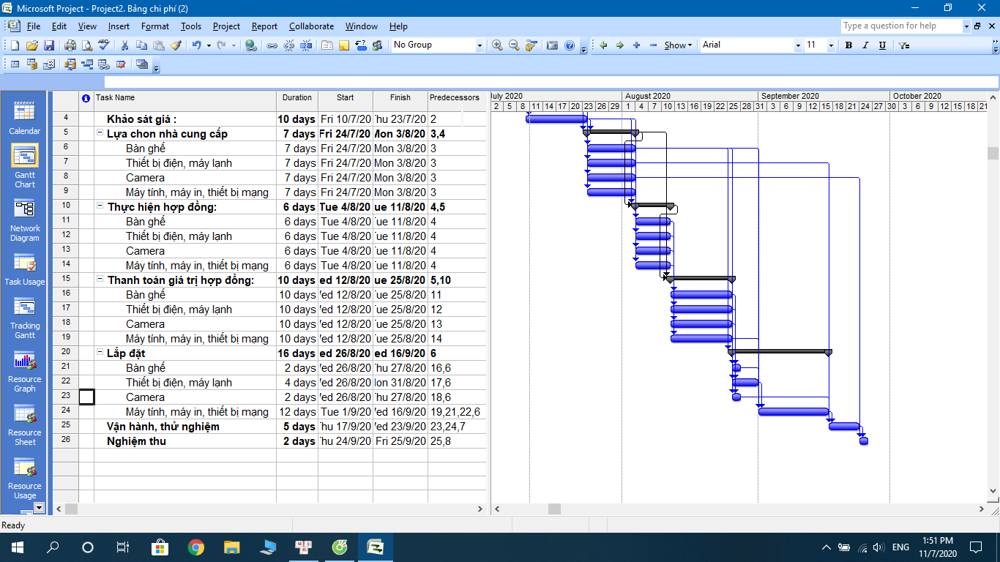 Microsoft Project - Project2. Bảng chi phí (2)
File Edit View Insert Format Tools Project Report Collaborate Window Help
Type a question for help
No Group
Show
Arial
11
B I U
Task Name Duration Start Finish Predecessors
July 2020 August 2020 September 2020 October 2020
2 5 8 11 14 17 20 23 26 29 1 4 7 10 13 16 19 22 25 28 31 3 6 9 12 15 18 21 24 27 30 3 6 9 12 15 18 21
4 Khảo sát giá : 10 days Fri 10/7/20 Thu 23/7/20 2
5 Lựa chon nhà cung cấp 7 days Fri 24/7/20 Mon 3/8/20 3,4
6 Bàn ghế 7 days Fri 24/7/20 Mon 3/8/20 3
7 Thiết bị điện, máy lạnh 7 days Fri 24/7/20 Mon 3/8/20 3
8 Camera 7 days Fri 24/7/20 Mon 3/8/20 3
9 Máy tính, máy in, thiết bị mạng 7 days Fri 24/7/20 Mon 3/8/20 3
10 Thực hiện hợp đồng: 6 days Tue 4/8/20 ue 11/8/20 4,5
11 Bàn ghế 6 days Tue 4/8/20 ue 11/8/20 4
12 Thiết bị điện, máy lạnh 6 days Tue 4/8/20 ue 11/8/20 4
13 Camera 6 days Tue 4/8/20 ue 11/8/20 4
14 Máy tính, máy in, thiết bị mạng 6 days Tue 4/8/20 ue 11/8/20 4
15 Thanh toán giá trị hợp đồng: 10 days ed 12/8/20 ue 25/8/20 5,10
16 Bàn ghế 10 days Ved 12/8/20 Tue 25/8/20 11
17 Thiết bị điện, máy lạnh 10 days Ved 12/8/20 Tue 25/8/20 12
18 Camera 10 days Ved 12/8/20 Tue 25/8/20 13
19 Máy tính, máy in, thiết bị mạng 10 days Ved 12/8/20 Tue 25/8/20 14
20 Lắp đặt 16 days ed 26/8/20 ed 16/9/20 6
21 Bàn ghế 2 days Ved 26/8/20 Thu 27/8/20 16,6
22 Thiết bị điện, máy lạnh 4 days Ved 26/8/20 Mon 31/8/20 17,6
23 Camera 2 days Ved 26/8/20 Thu 27/8/20 18,6
24 Máy tính, máy in, thiết bị mạng 12 days Tue 1/9/20 Ved 16/9/20 19,21,22,6
25 Vận hành, thử nghiệm 5 days Thu 17/9/20 Ved 23/9/20 23,24,7
26 Nghiệm thu 2 days Thu 24/9/20 Fri 25/9/20 25,8
Calendar
Gantt
Chart
Network
Diagram
Task Usage
Tracking
Gantt
Resource
Graph
Resource
Sheet
Resource
Usage
Ready
ENG
1:51 PM
11/7/2020